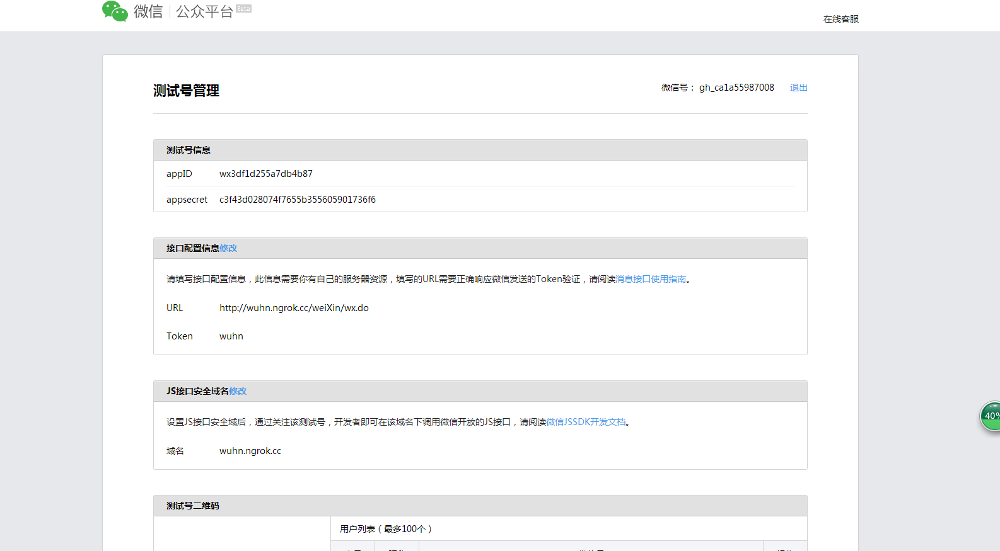 微信 公众平台 Beta
在线客服
测试号管理
微信号： gh_ca1a55987008 退出
测试号信息
appID wx3df1d255a7db4b87
appsecret c3f43d028074f7655b355605901736f6
接口配置信息修改
请填写接口配置信息，此信息需要你有自己的服务器资源，填写的URL需要正确响应微信发送的Token验证，请阅读消息接口使用指南。
URL http://wuhn.ngrok.cc/weiXin/wx.do
Token wuhn
JS接口安全域名修改
设置JS接口安全域后，通过关注该测试号，开发者即可在该域名下调用微信开放的JS接口，请阅读微信JSSDK开发文档。
域名 wuhn.ngrok.cc
40%
测试号二维码
用户列表（最多100个）